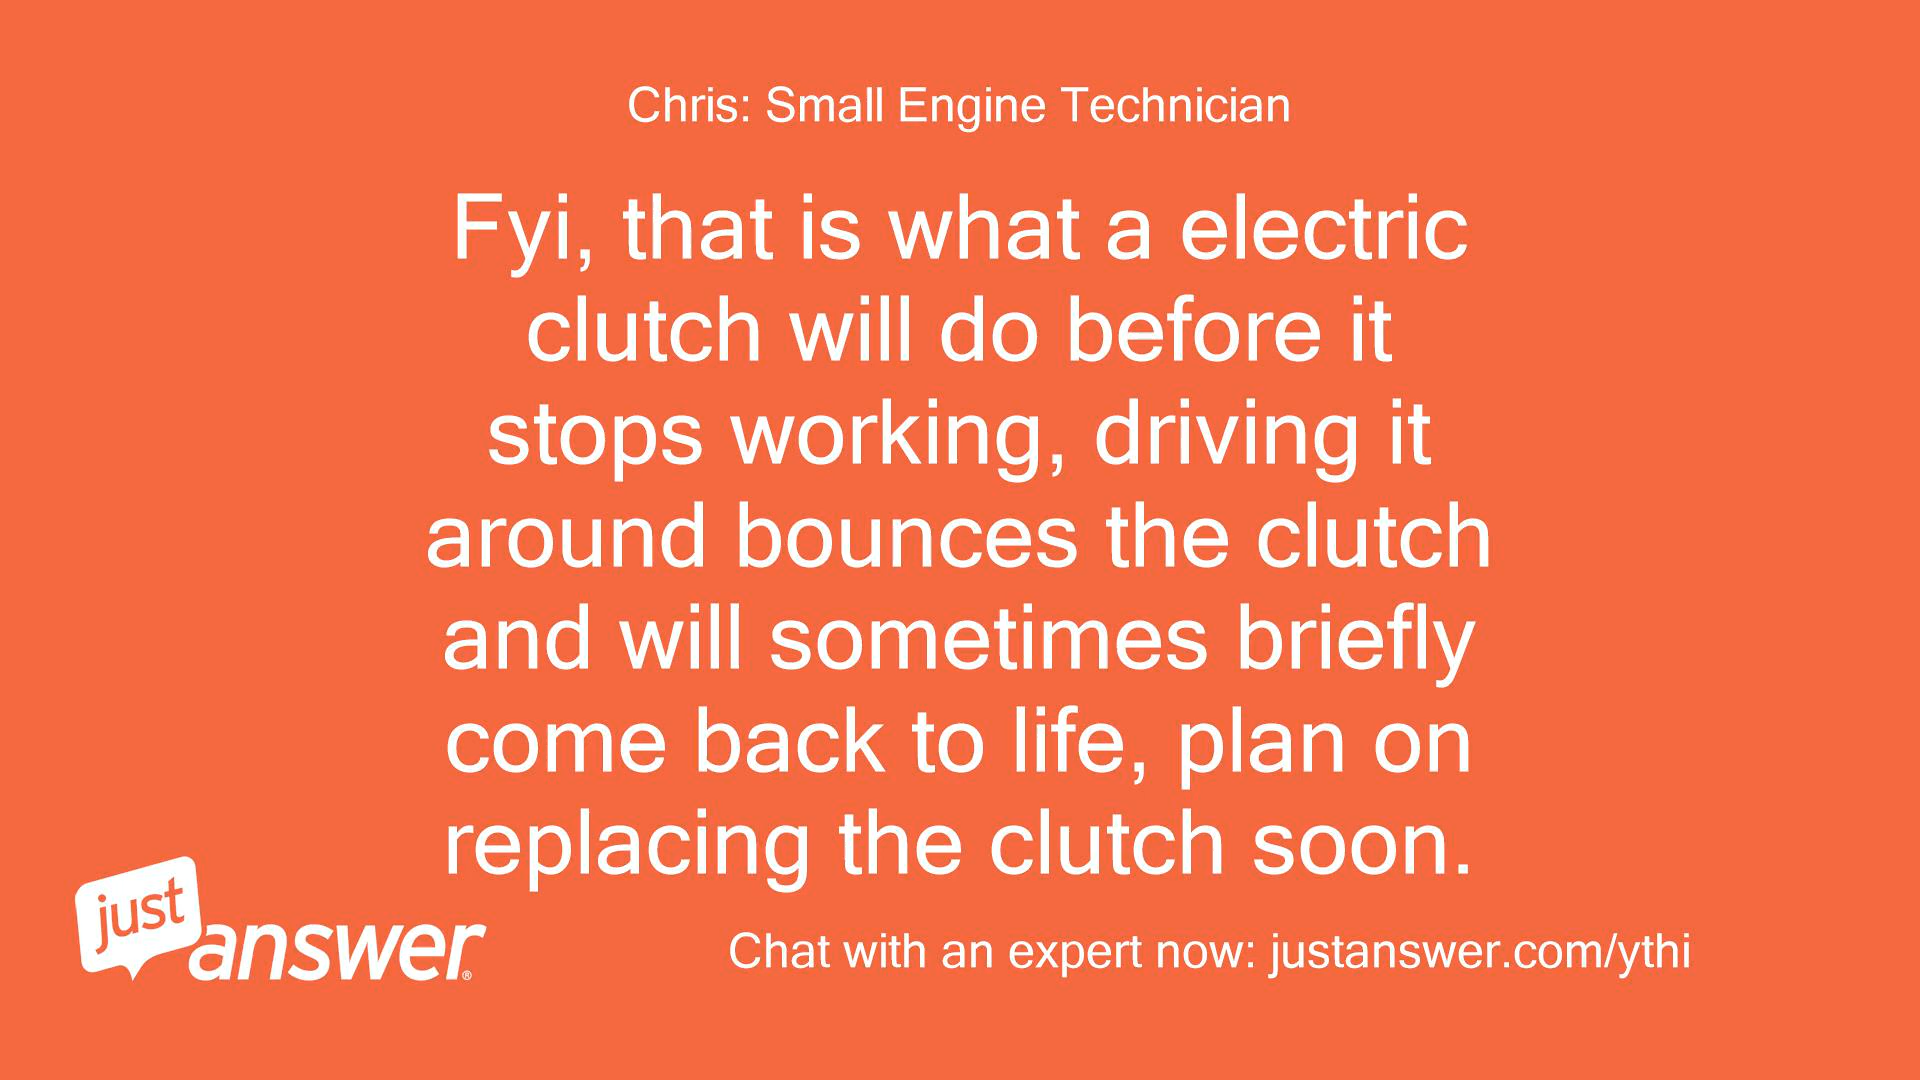 Chris: Small Engine Technician
Fyi, that is what a electric
clutch will do before it
stops working, driving it
around bounces the clutch
and will sometimes briefly
come back to life, plan on
replacing the clutch soon.
just
answer®
Chat with an expert now: justanswer.com/ythi